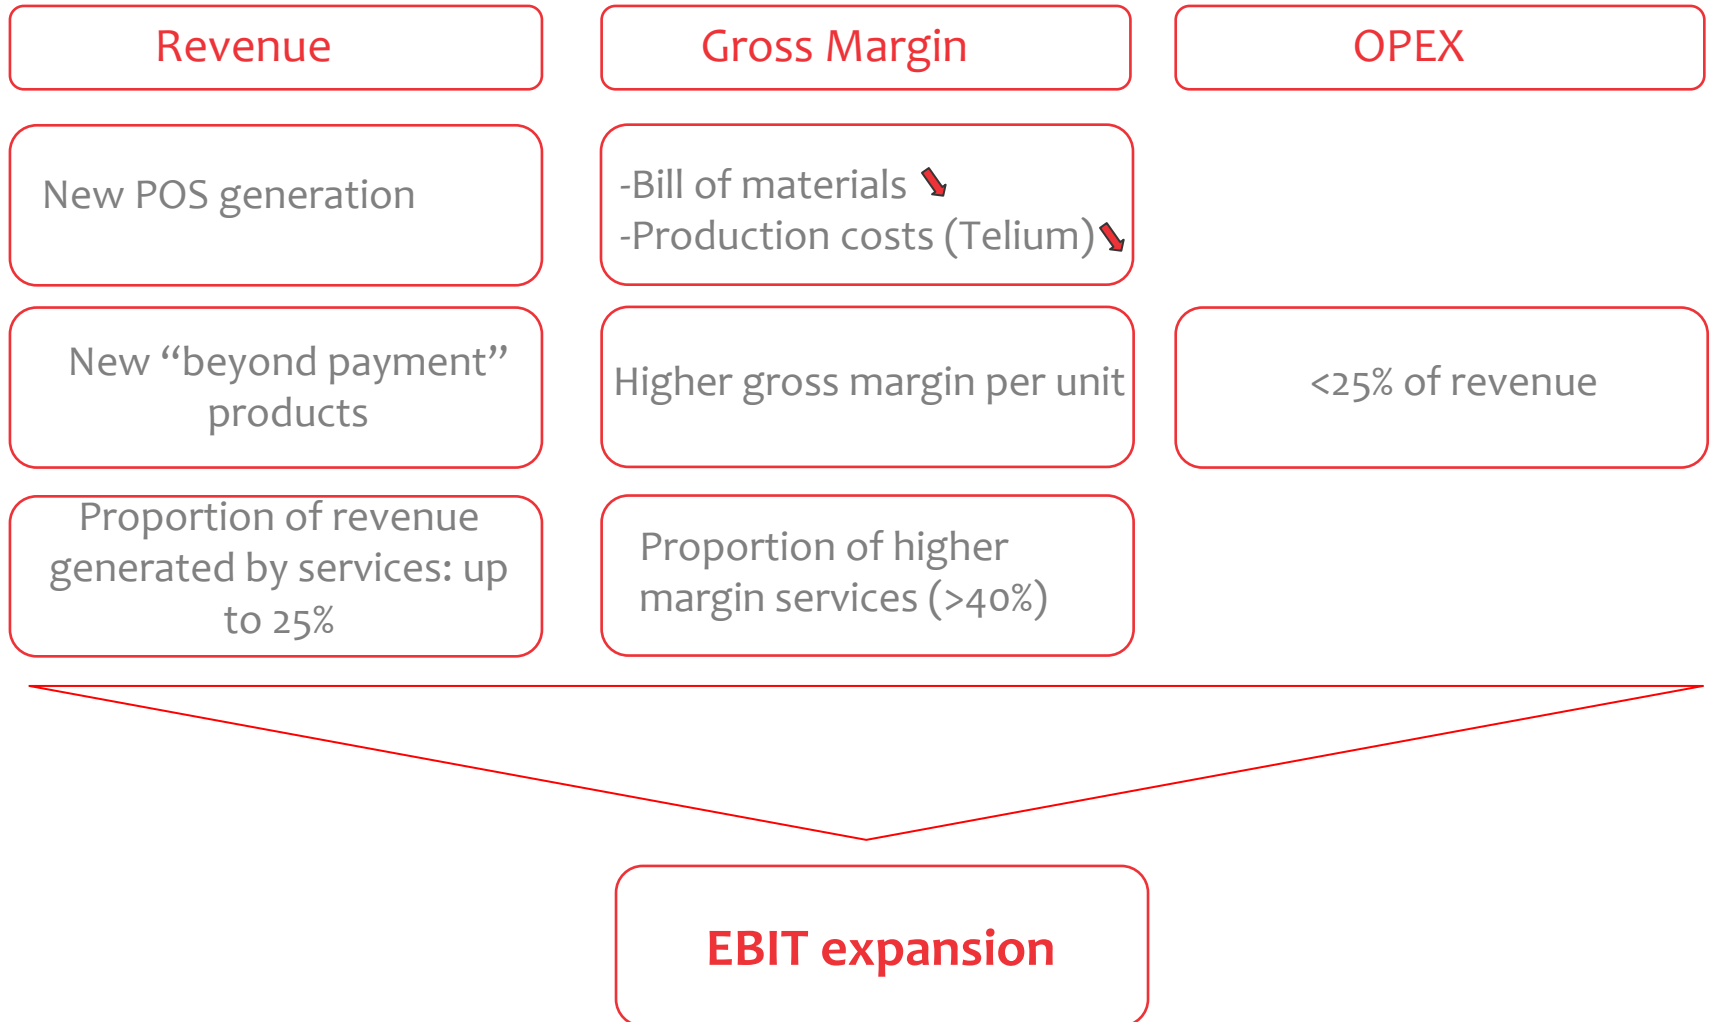 Revenue
Gross Margin
OPEX
New POS generation
-Bill of materials
-Production costs (Telium)
New “beyond payment”
products
Higher gross margin per unit
<25% of revenue
Proportion of revenue
generated by services: up
to 25%
Proportion of higher
margin services (>40%)
EBIT expansion